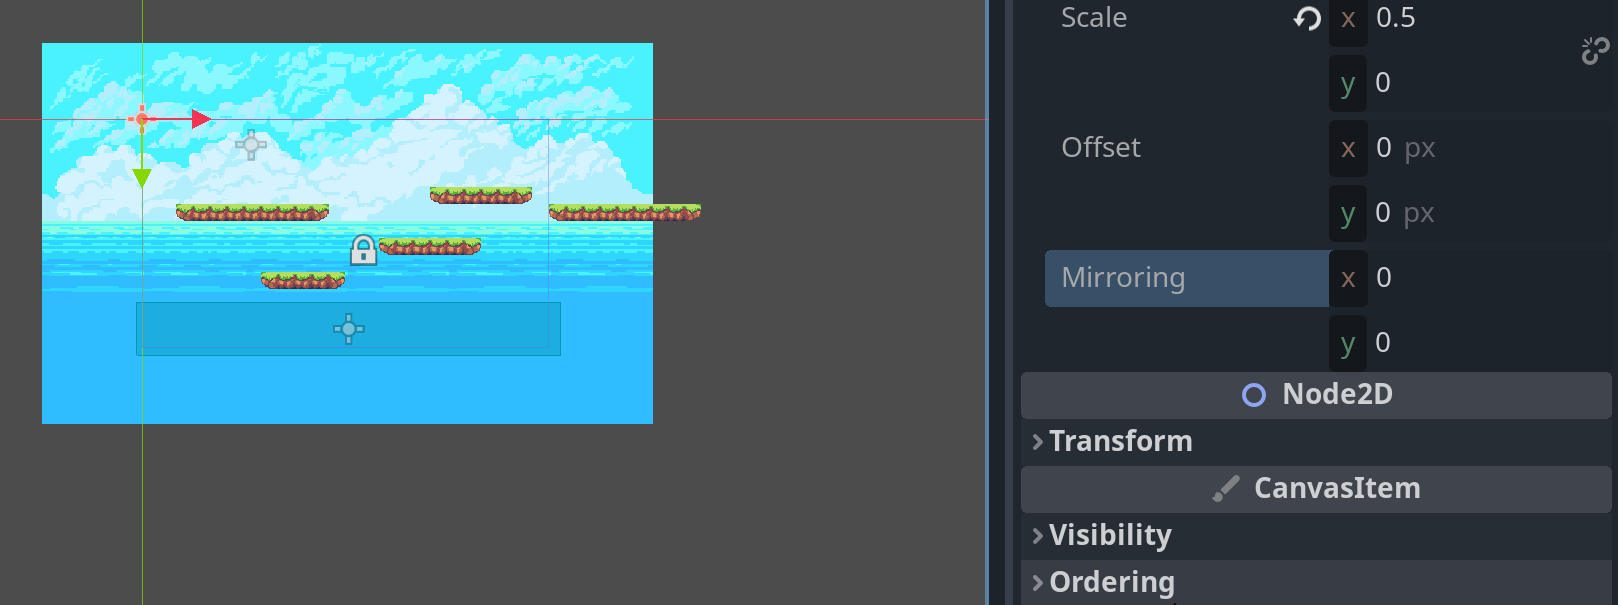 Scale x 0.5
y 0
Offset x 0 px
y 0 px
Mirroring x 0
y 0
Node2D
Transform
CanvasItem
Visibility
Ordering